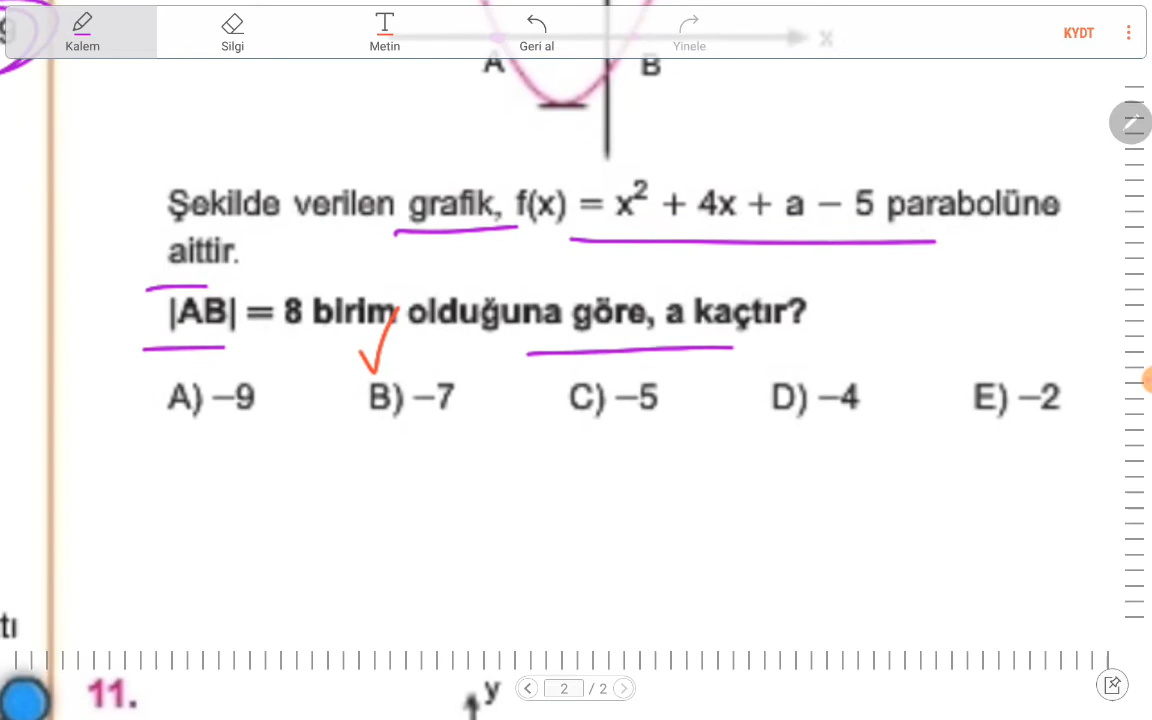 Kalem
Silgi
Metin
Geri al
Yinele
KYDT
x
A
B
Şekilde verilen grafik, f(x) = x² + 4x + a − 5 parabolüne
aittir.
|AB| = 8 birim olduğuna göre, a kaçtır?
A) −9
B) −7
C) −5
D) −4
E) −2
tı
11.
y
2 / 2